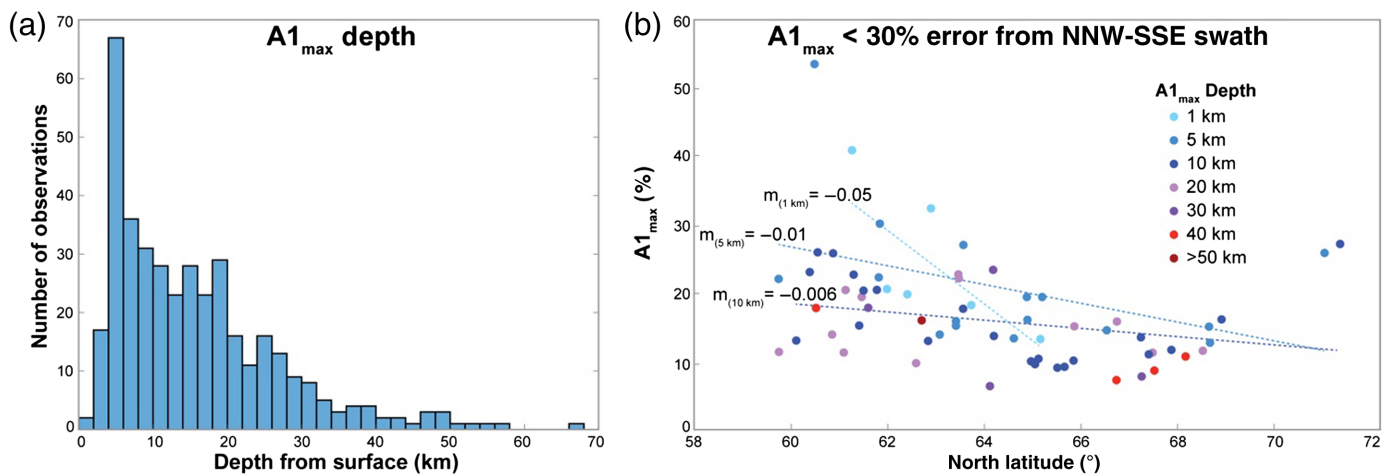 (a)
A1max depth
Number of observations
70
60
50
40
30
20
10
0
0 10 20 30 40 50 60 70
Depth from surface (km)
(b)
A1max < 30% error from NNW-SSE swath
A1max (%)
60
50
40
30
20
10
0
A1max Depth
1 km
5 km
10 km
20 km
30 km
40 km
>50 km
m(1 km) = −0.05
m(5 km) = −0.01
m(10 km) = −0.006
58 60 62 64 66 68 70 72
North latitude (°)